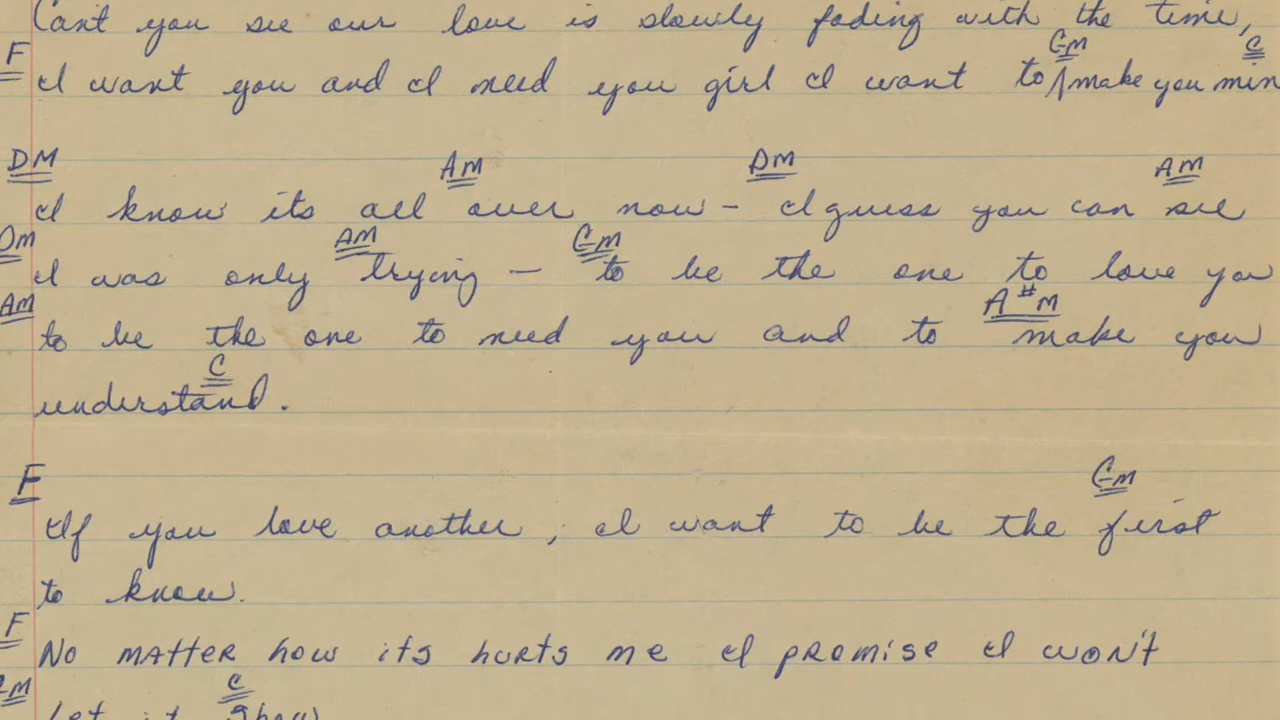 Cant you see our love is slowly fading with the time,
F Gm C
I want you and I need you girl I want to make you min
DM AM DM AM
I know its all over now - I guess you can see
Dm AM Gm
I was only trying - to be the one to love you
Am A#M
to be the one to need you and to make you
C
understand.
F Gm
If you love another, I want to be the first
to know.
F
No matter how its hurts me I promise I won't
GM C
let it show